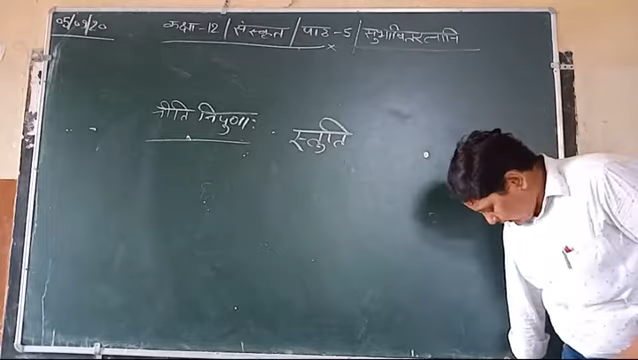 05/09/20
कक्षा-12/संस्कृत/पाठ-5/सुभाषितरत्नानि
नीति निपुणाः
स्तुति